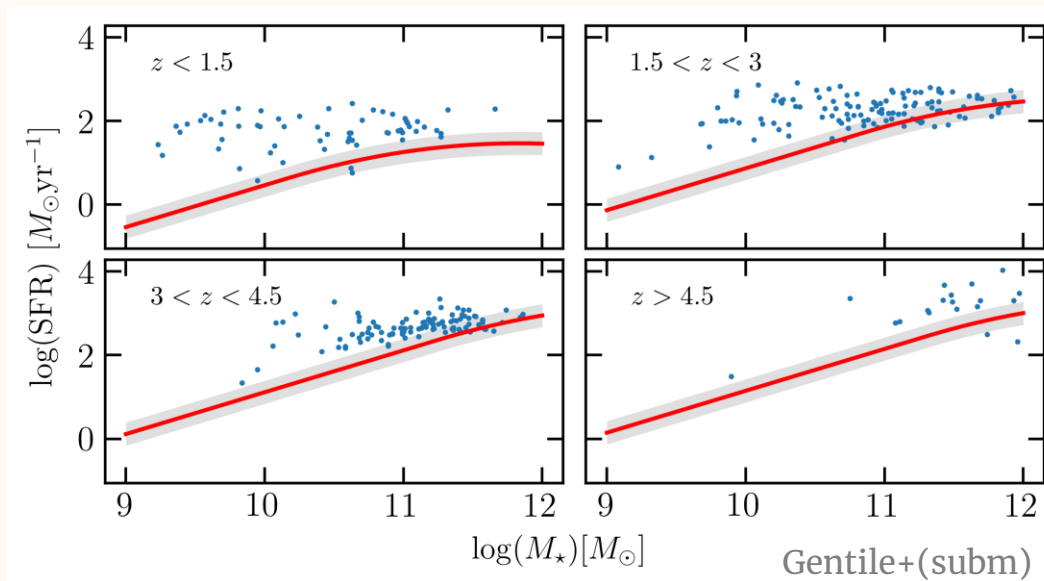 log(SFR) [M⊙yr⁻¹]
4
2
0
z < 1.5
1.5 < z < 3
4
2
0
3 < z < 4.5
z > 4.5
9 10 11 12 9 10 11 12
log(M⋆)[M⊙]
Gentile+(subm)